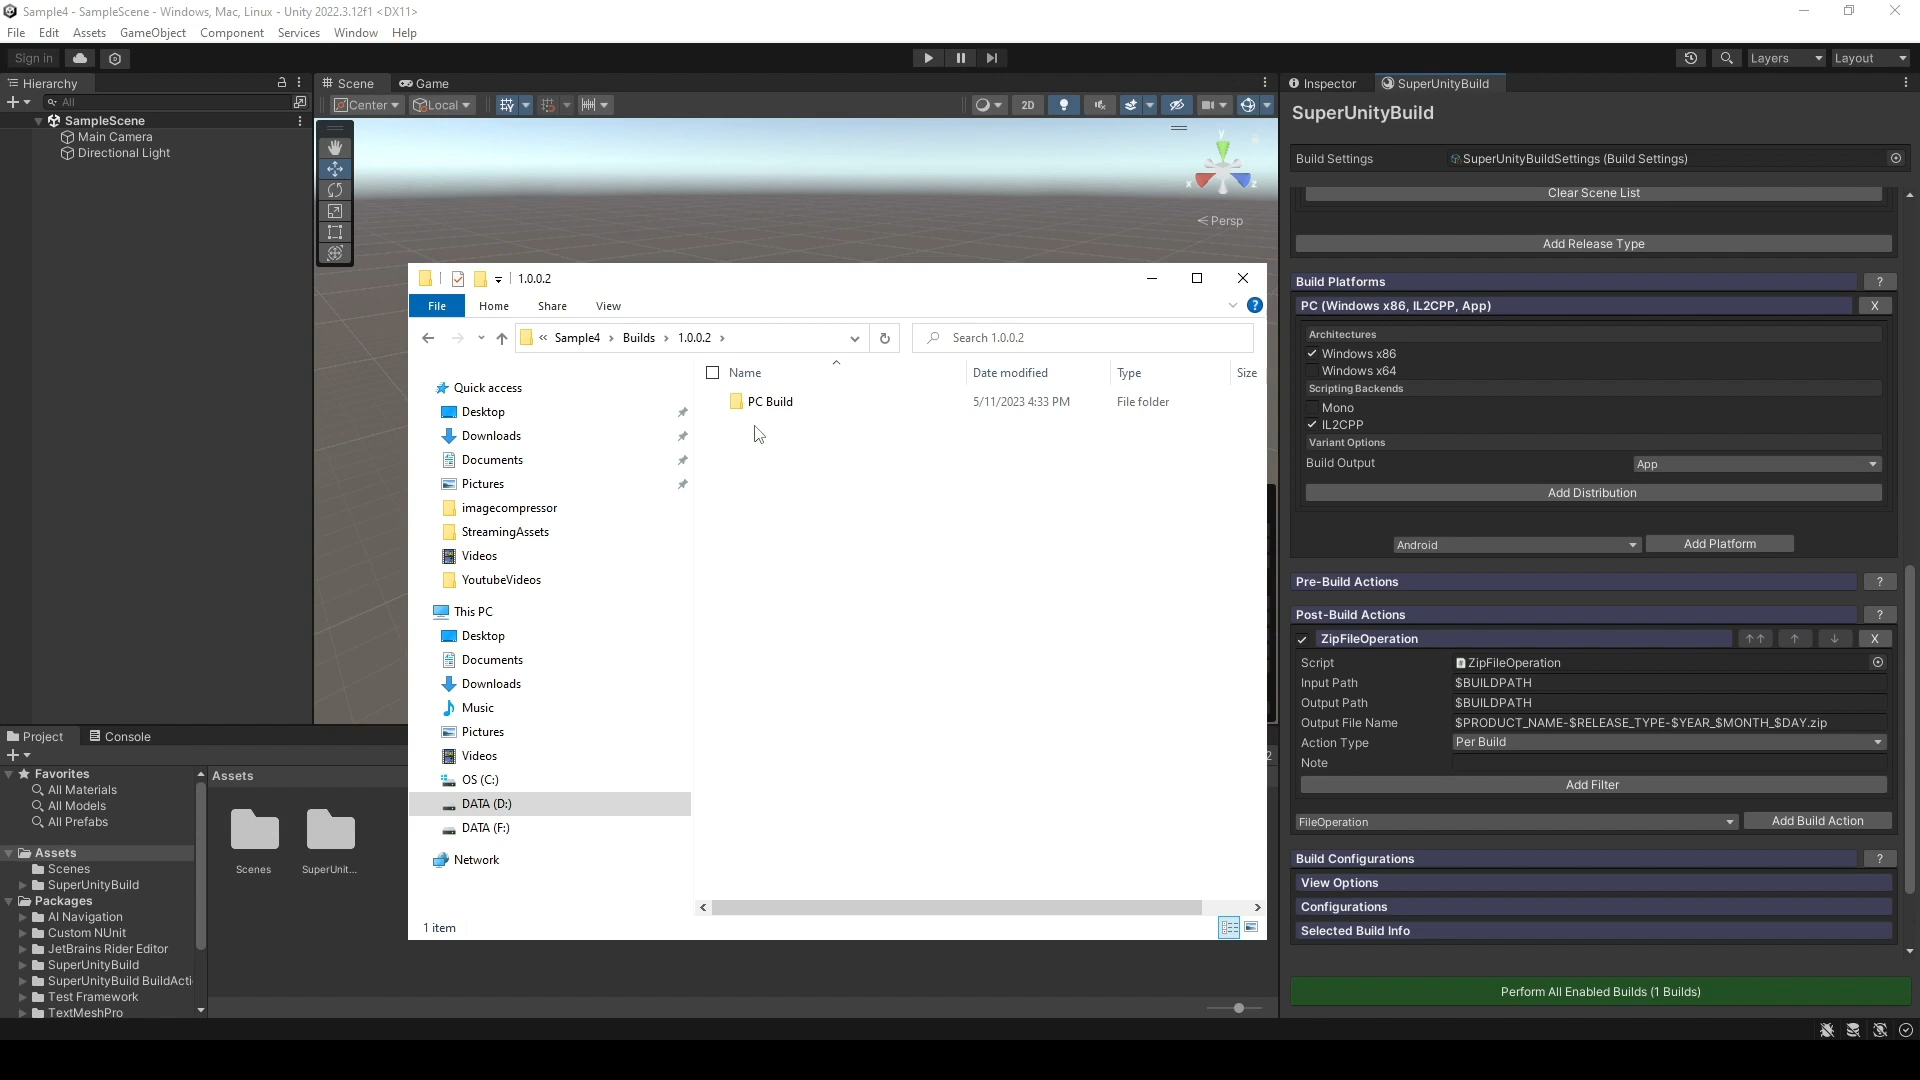 Sample4 - SampleScene - Windows, Mac, Linux - Unity 2022.3.12f1 <DX11>
File Edit Assets GameObject Component Services Window Help
Sign in
Layers
Layout
Hierarchy
All
SampleScene
Main Camera
Directional Light
Scene
Game
Center
Local
2D
y
x
z
Persp
Inspector
SuperUnityBuild
SuperUnityBuild
Build Settings
SuperUnityBuildSettings (Build Settings)
Clear Scene List
Add Release Type
Build Platforms
?
PC (Windows x86, IL2CPP, App)
X
Architectures
Windows x86
Windows x64
Scripting Backends
Mono
IL2CPP
Variant Options
Build Output
App
Add Distribution
Android
Add Platform
Pre-Build Actions
?
Post-Build Actions
?
ZipFileOperation
X
Script
ZipFileOperation
Input Path
$BUILDPATH
Output Path
$BUILDPATH
Output File Name
$PRODUCT_NAME-$RELEASE_TYPE-$YEAR_$MONTH_$DAY.zip
Action Type
Per Build
Note
Add Filter
FileOperation
Add Build Action
Build Configurations
?
View Options
Configurations
Selected Build Info
Perform All Enabled Builds (1 Builds)
1.0.0.2
File
Home
Share
View
?
« Sample4 › Builds › 1.0.0.2 ›
Search 1.0.0.2
Name
Date modified
Type
Size
PC Build
5/11/2023 4:33 PM
File folder
Quick access
Desktop
Downloads
Documents
Pictures
imagecompressor
StreamingAssets
Videos
YoutubeVideos
This PC
Desktop
Documents
Downloads
Music
Pictures
Videos
OS (C:)
DATA (D:)
DATA (F:)
Network
1 item
2
Project
Console
Favorites
All Materials
All Models
All Prefabs
Assets
Scenes
SuperUnityBuild
Packages
AI Navigation
Custom NUnit
JetBrains Rider Editor
SuperUnityBuild
SuperUnityBuild BuildActi
Test Framework
TextMeshPro
Assets
Scenes
SuperUnit...